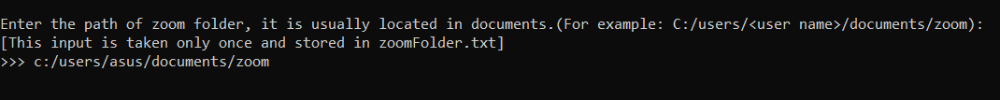 Enter the path of zoom folder, it is usually located in documents.(For example: C:/users/<user name>/documents/zoom):
[This input is taken only once and stored in zoomFolder.txt]
>>> c:/users/asus/documents/zoom